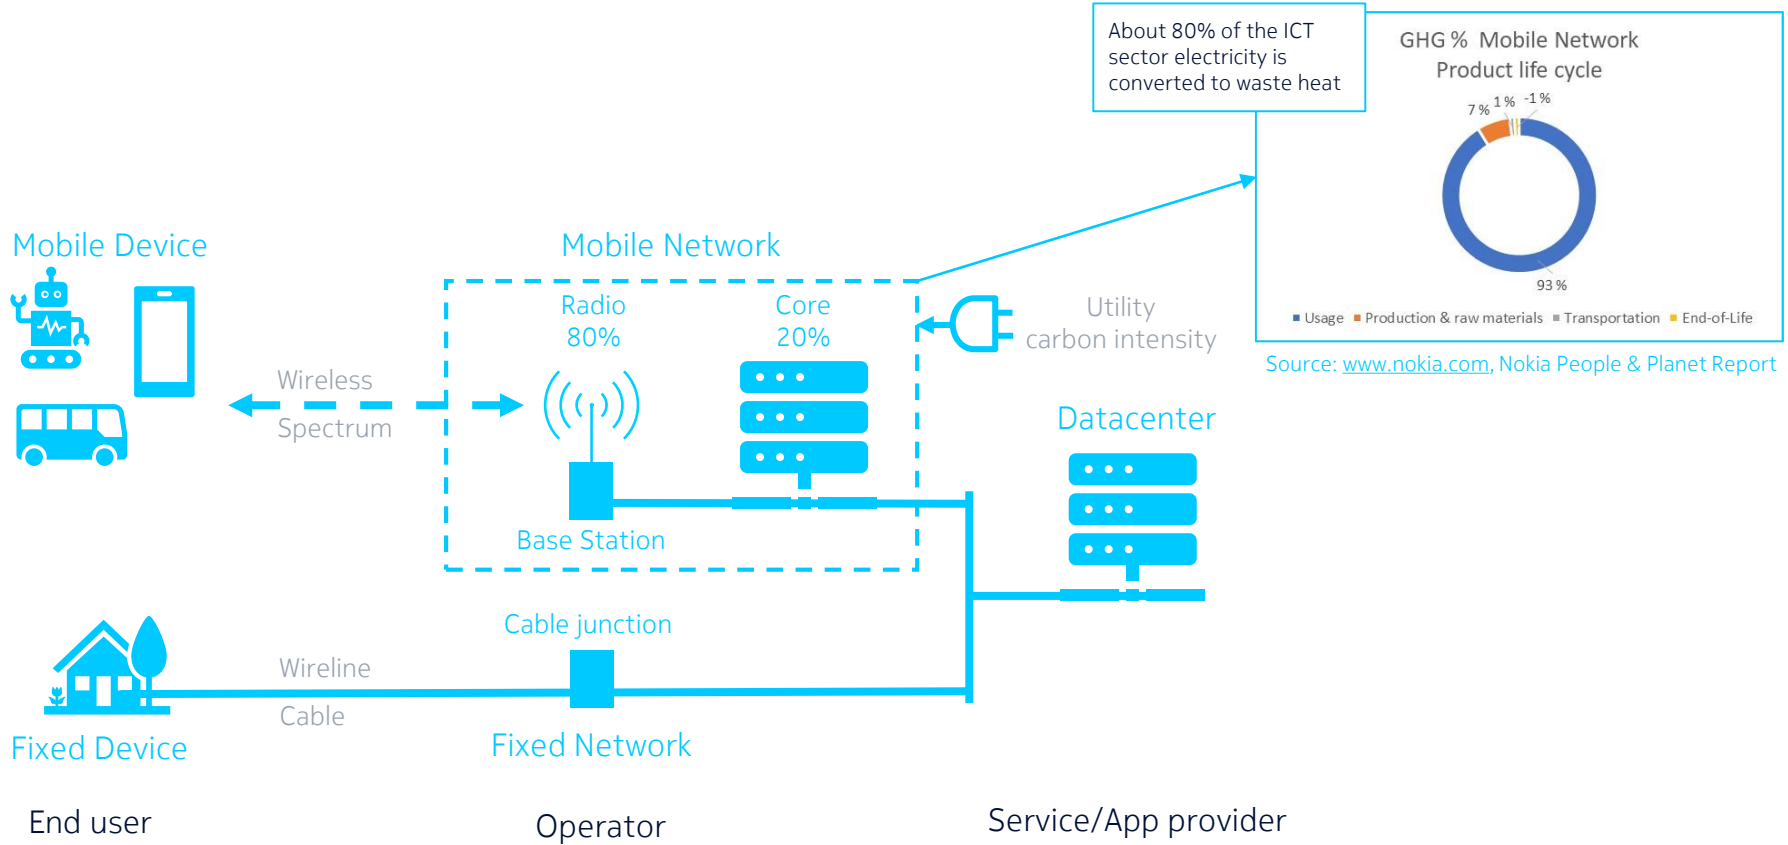 About 80% of the ICT
sector electricity is
converted to waste heat
GHG % Mobile Network
Product life cycle
7 %
1 %
-1 %
93 %
Usage
Production & raw materials
Transportation
End-of-Life
Source: www.nokia.com, Nokia People & Planet Report
Mobile Device
Mobile Network
Radio
80%
Core
20%
Utility
carbon intensity
Wireless
Spectrum
Base Station
Datacenter
Cable junction
Wireline
Cable
Fixed Device
Fixed Network
End user
Operator
Service/App provider